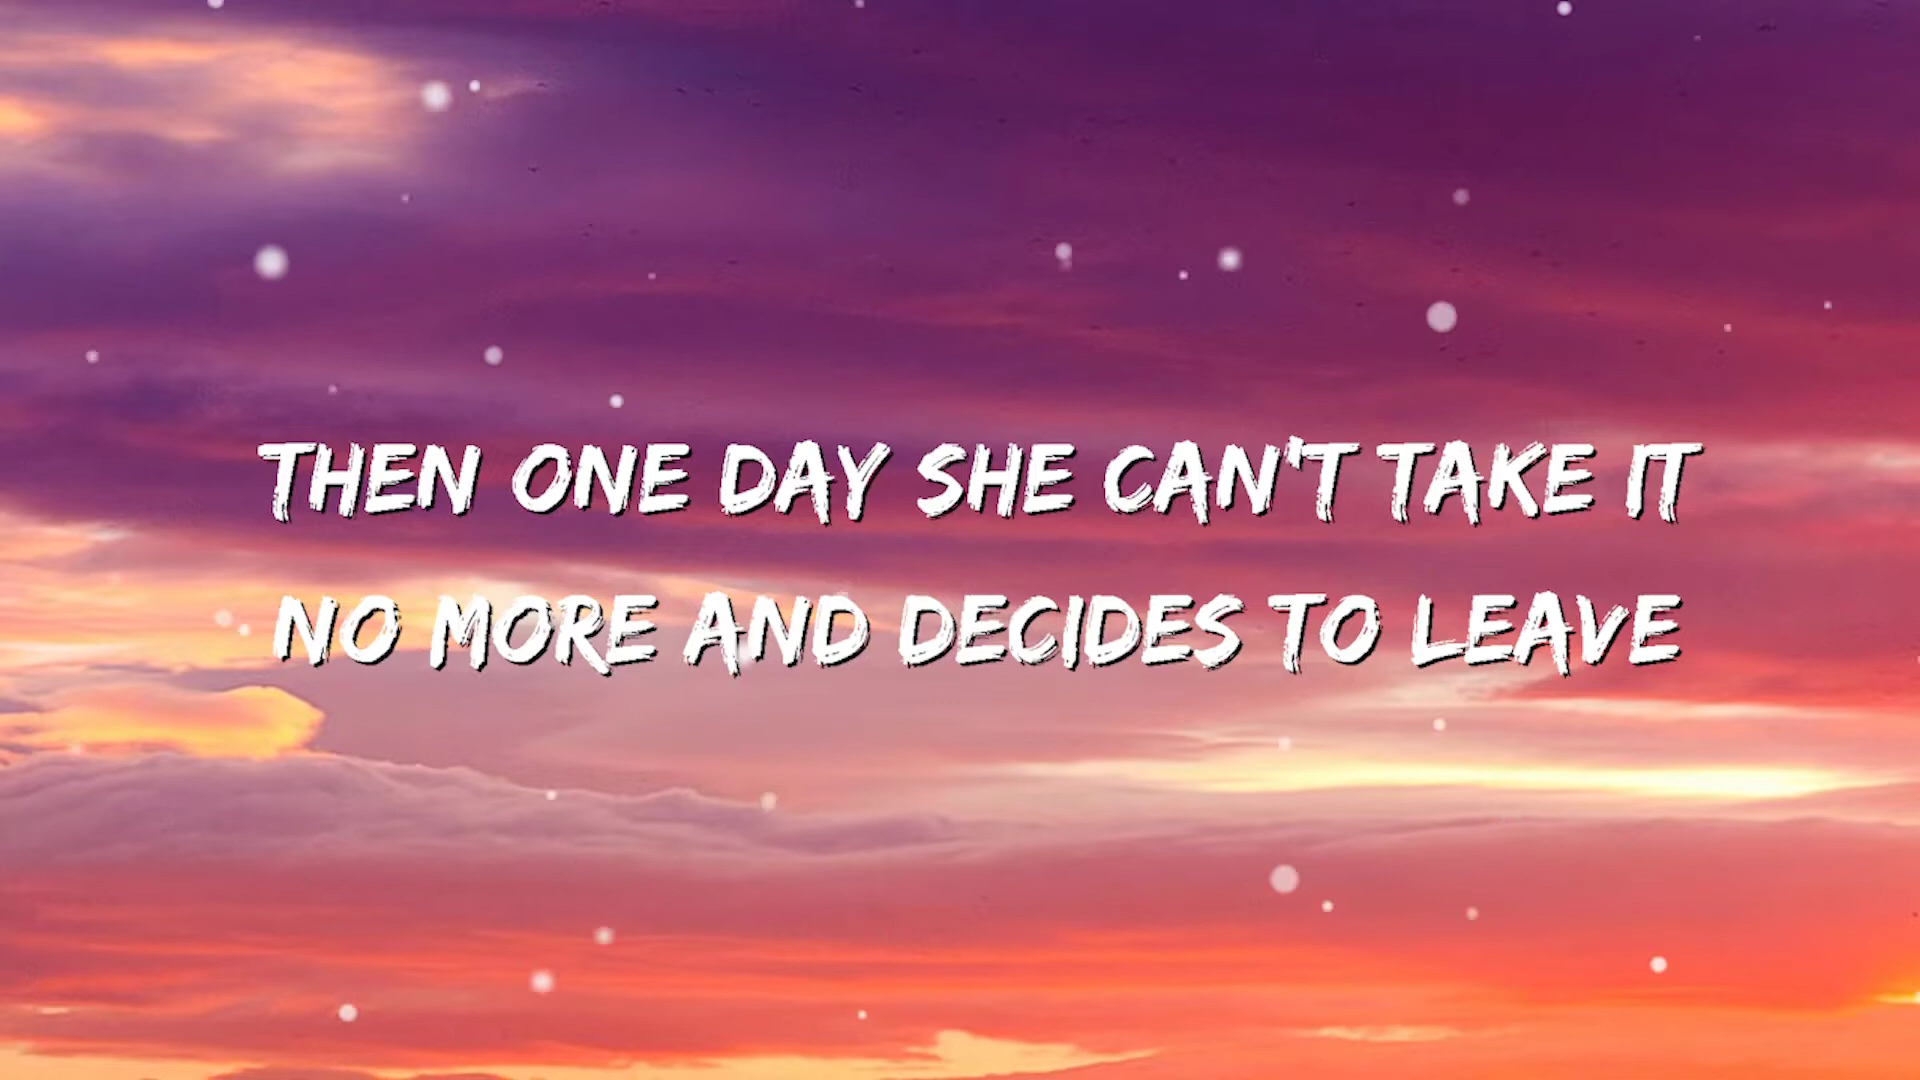 THEN ONE DAY SHE CAN'T TAKE IT
NO MORE AND DECIDES TO LEAVE